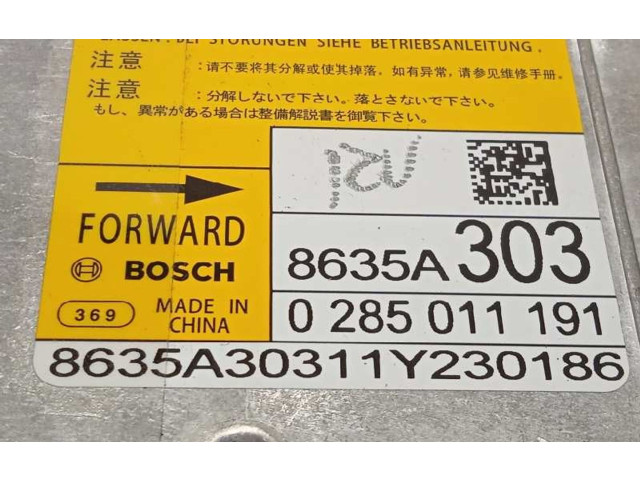 LASSEN. BEI STÖRUNGEN SIEHE BETRIEBSANLEITUNG.
注意 :请不要将其分解或使其掉落。如有异常,请参见维修手册。
注意 :分解しないで下さい。落とさないで下さい。
もし、異常がある場合は整備解説書を御覧下さい。
FORWARD
BOSCH
369
MADE IN
CHINA
8635A 303
0 285 011 191
8635A30311Y230186